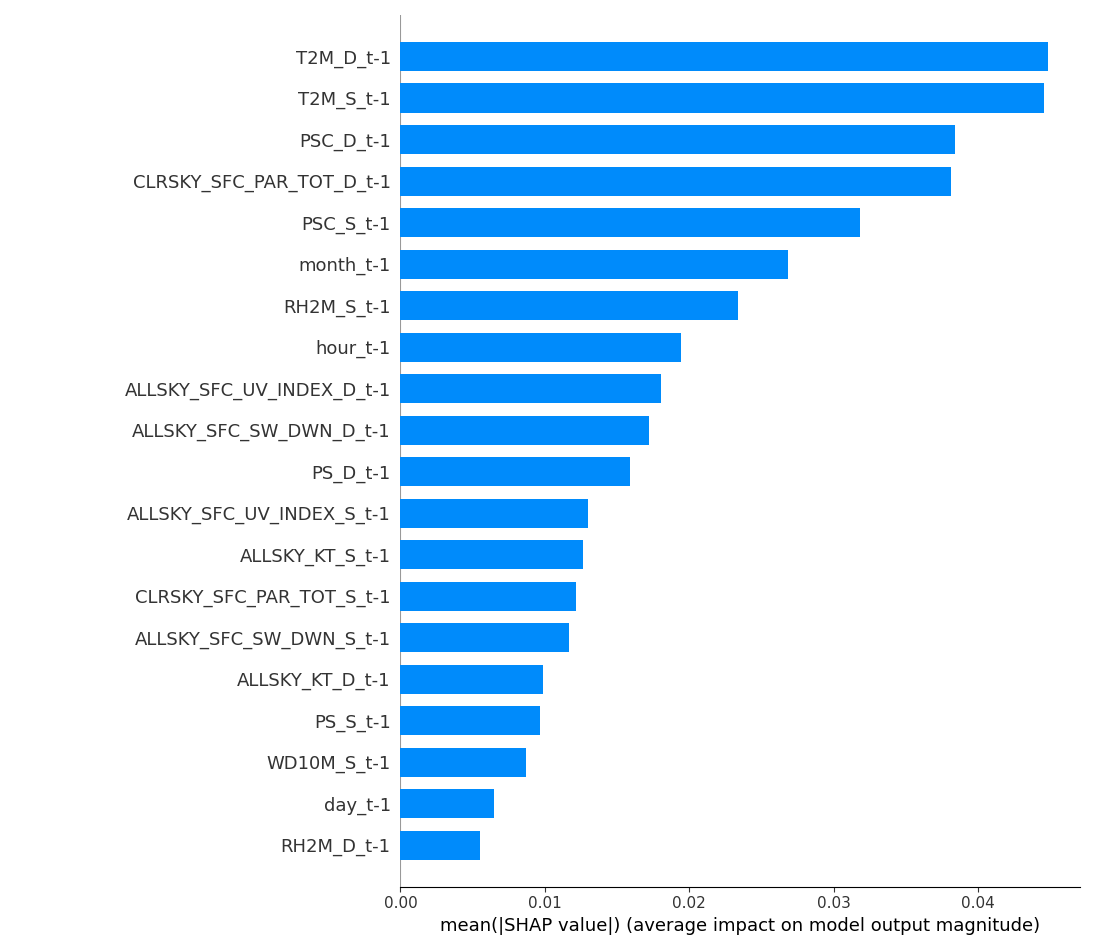 T2M_D_t-1
T2M_S_t-1
PSC_D_t-1
CLRSKY_SFC_PAR_TOT_D_t-1
PSC_S_t-1
month_t-1
RH2M_S_t-1
hour_t-1
ALLSKY_SFC_UV_INDEX_D_t-1
ALLSKY_SFC_SW_DWN_D_t-1
PS_D_t-1
ALLSKY_SFC_UV_INDEX_S_t-1
ALLSKY_KT_S_t-1
CLRSKY_SFC_PAR_TOT_S_t-1
ALLSKY_SFC_SW_DWN_S_t-1
ALLSKY_KT_D_t-1
PS_S_t-1
WD10M_S_t-1
day_t-1
RH2M_D_t-1
0.00 0.01 0.02 0.03 0.04
mean(|SHAP value|) (average impact on model output magnitude)